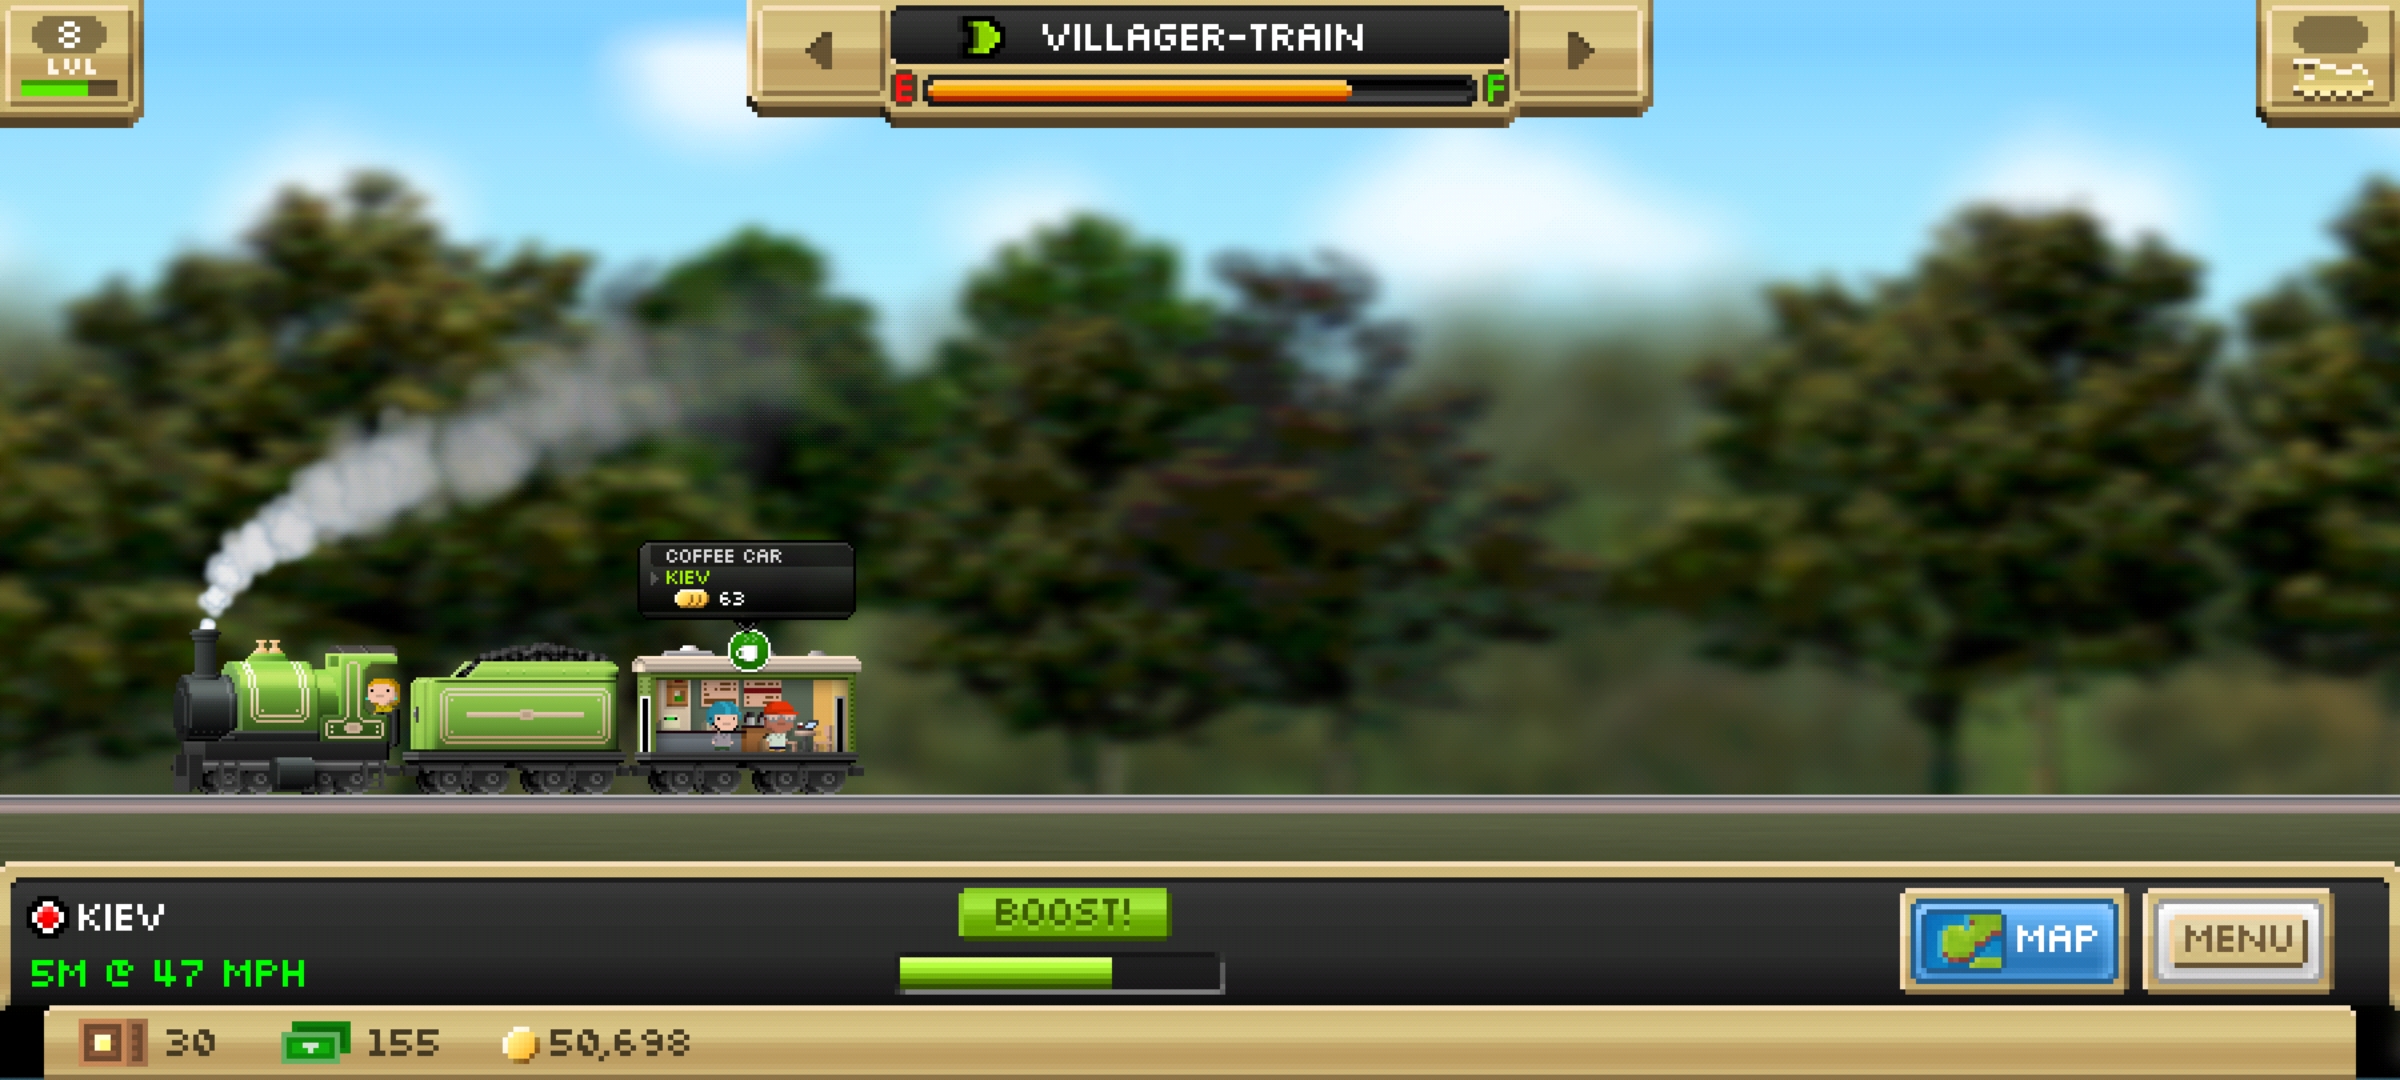 8
LVL
VILLAGER-TRAIN
E F
COFFEE CAR
KIEV
63
KIEV
5M @ 47 MPH
BOOST!
MAP
MENU
30
155
50,698